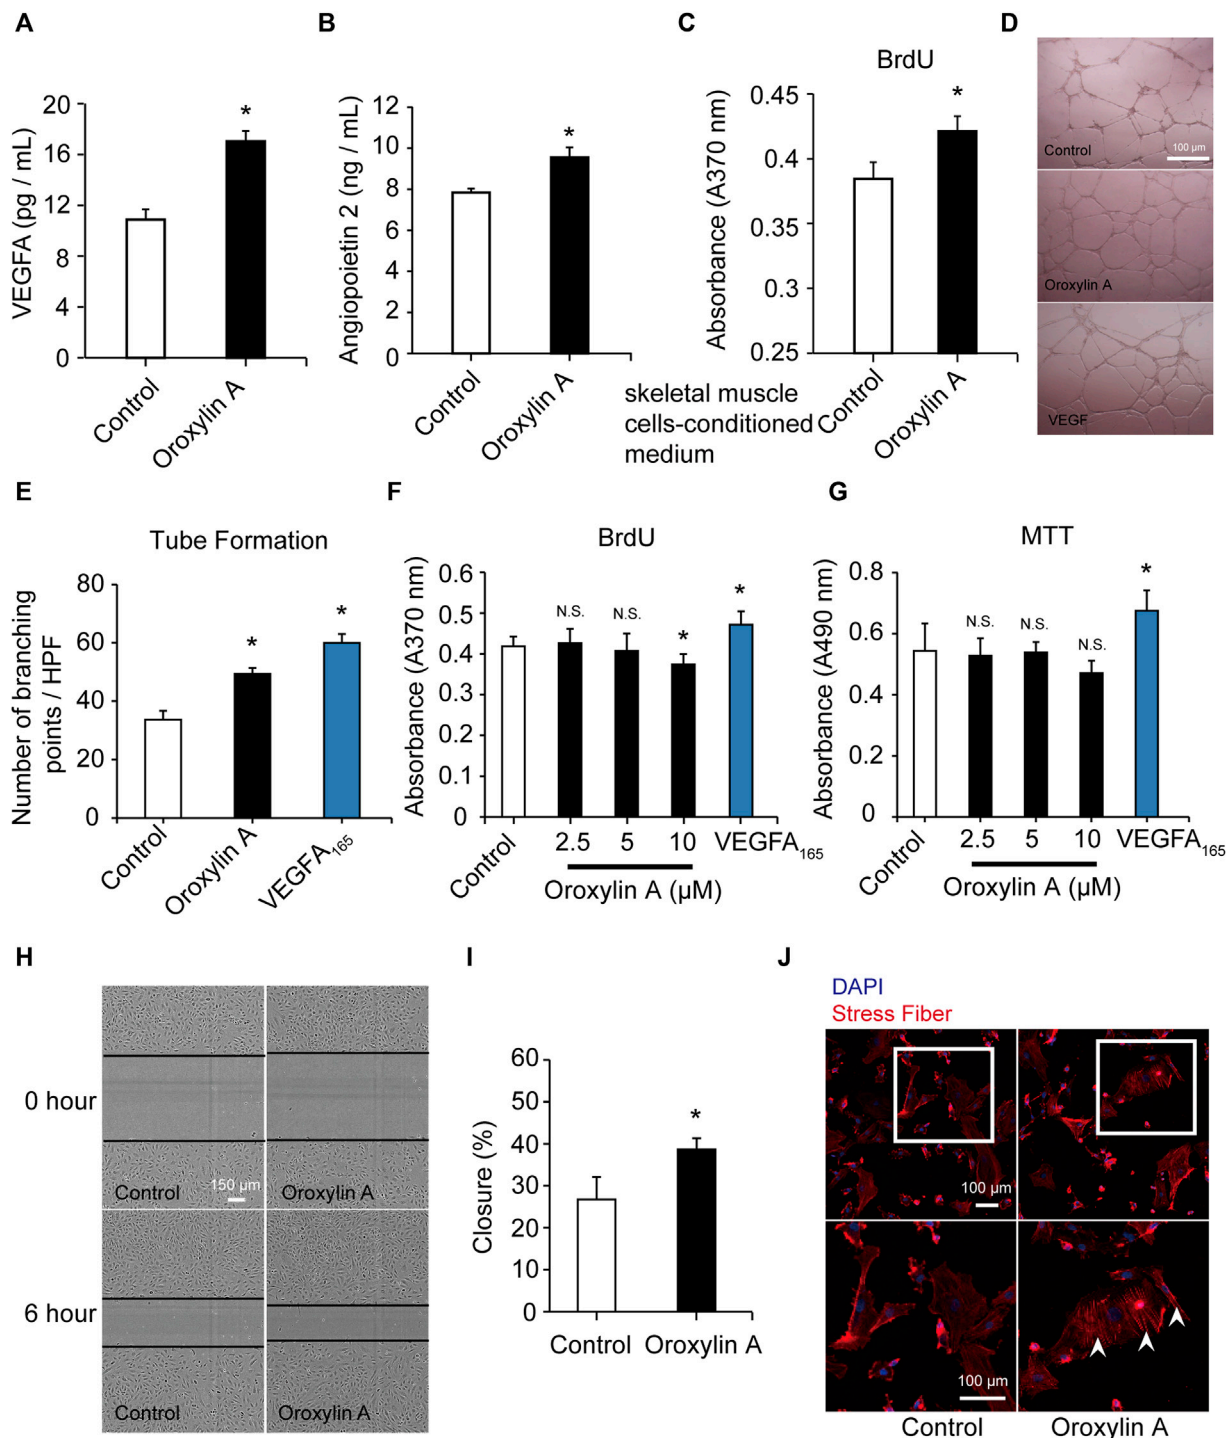 A
VEGFA (pg / mL)
20
16
12
8
4
0
*
Control
Oroxylin A
B
Angiopoietin 2 (ng / mL)
12
10
8
6
4
2
0
*
Control
Oroxylin A
C
BrdU
Absorbance (A370 nm)
0.45
0.4
0.35
0.3
0.25
*
skeletal muscle
cells-conditioned
medium
Control
Oroxylin A
D
Control
100 µm
Oroxylin A
VEGF
E
Tube Formation
Number of branching
points / HPF
80
60
40
20
0
*
*
Control
Oroxylin A
VEGFA165
F
BrdU
Absorbance (A370 nm)
0.6
0.5
0.4
0.3
0.2
0.1
0
N.S.
N.S.
*
*
Control
2.5 5 10 VEGFA165
Oroxylin A (µM)
G
MTT
Absorbance (A490 nm)
0.8
0.6
0.4
0.2
0
N.S.
N.S.
N.S.
*
Control
2.5 5 10 VEGFA165
Oroxylin A (µM)
H
0 hour
Control
150 µm
Oroxylin A
6 hour
Control
Oroxylin A
I
Closure (%)
60
50
40
30
20
10
0
*
Control Oroxylin A
J
DAPI
Stress Fiber
100 µm
100 µm
Control Oroxylin A